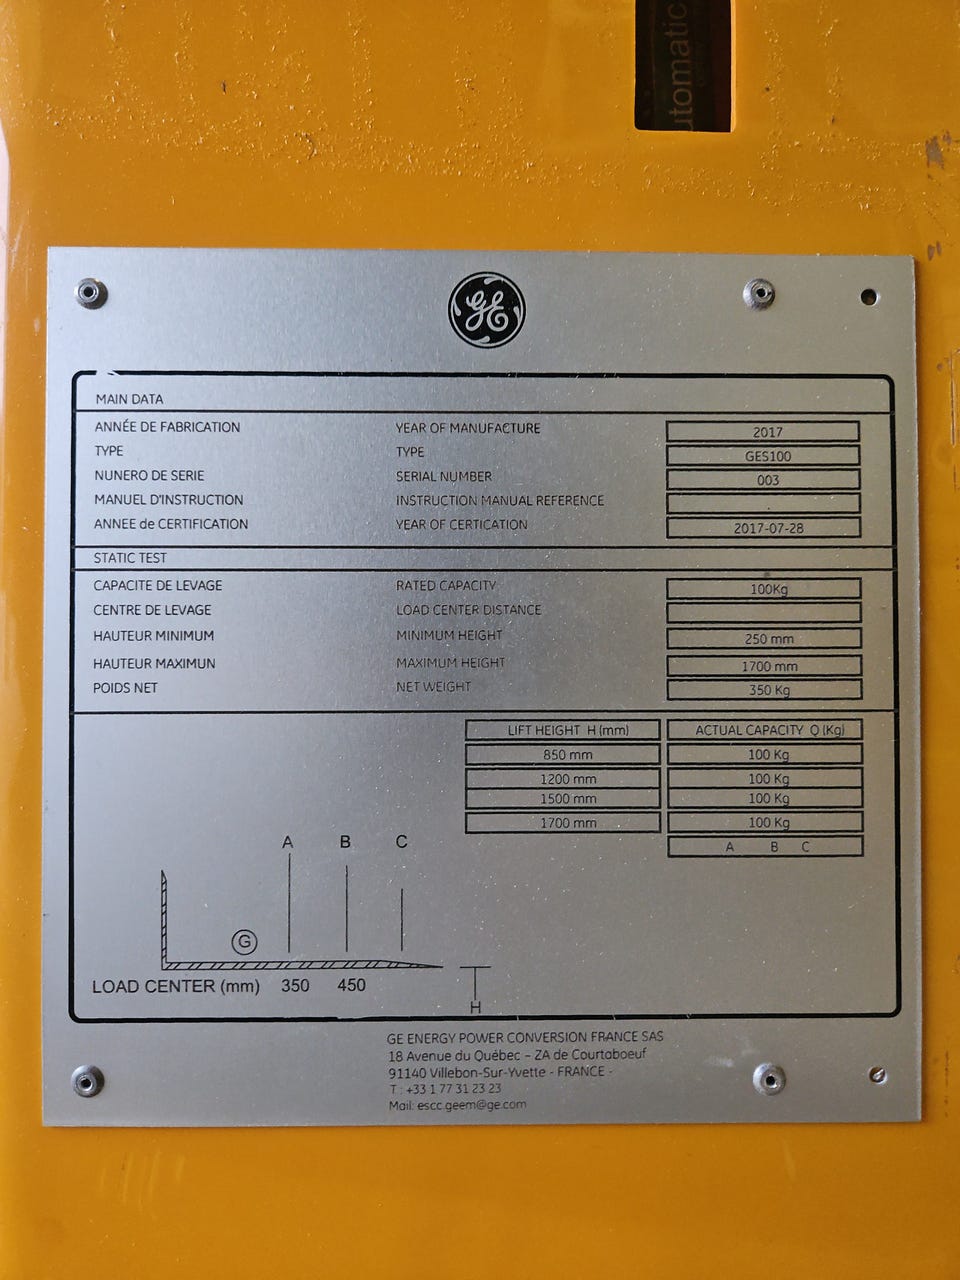 utomatic
GE
MAIN DATA
ANNÉE DE FABRICATION YEAR OF MANUFACTURE 2017
TYPE TYPE GES100
NUNERO DE SERIE SERIAL NUMBER 003
MANUEL D'INSTRUCTION INSTRUCTION MANUAL REFERENCE .
ANNEE de CERTIFICATION YEAR OF CERTICATION 2017-07-28
STATIC TEST
CAPACITE DE LEVAGE RATED CAPACITY 100Kg
CENTRE DE LEVAGE LOAD CENTER DISTANCE
HAUTEUR MINIMUM MINIMUM HEIGHT 250 mm
HAUTEUR MAXIMUN MAXIMUM HEIGHT 1700 mm
POIDS NET NET WEIGHT 350 Kg
LIFT HEIGHT H (mm) ACTUAL CAPACITY Q (Kg)
850 mm 100 Kg
1200 mm 100 Kg
1500 mm 100 Kg
1700 mm 100 Kg
A B C
A B C
G
LOAD CENTER (mm) 350 450
H
GE ENERGY POWER CONVERSION FRANCE SAS
18 Avenue du Québec - ZA de Courtaboeuf
91140 Villebon-Sur-Yvette - FRANCE -
T : +33 1 77 31 23 23
Mail: escc.geem@ge.com